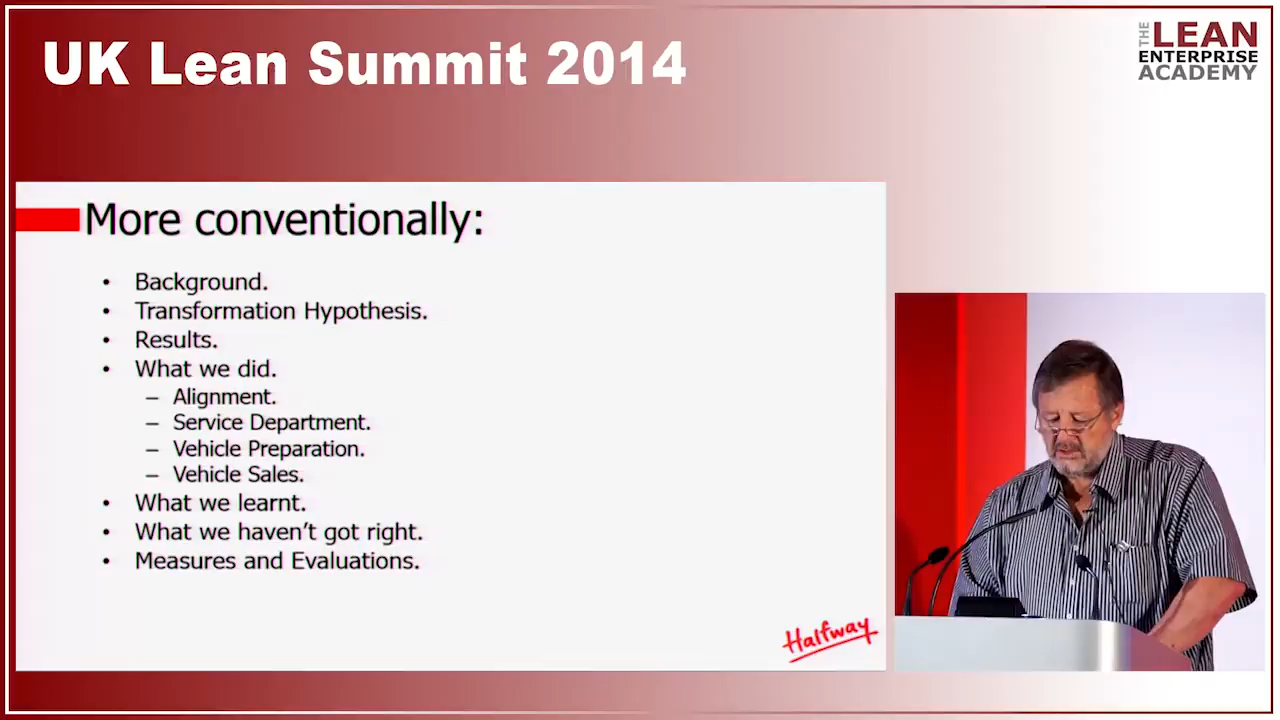 UK Lean Summit 2014
THE LEAN
ENTERPRISE
ACADEMY
More conventionally:
• Background.
• Transformation Hypothesis.
• Results.
• What we did.
– Alignment.
– Service Department.
– Vehicle Preparation.
– Vehicle Sales.
• What we learnt.
• What we haven't got right.
• Measures and Evaluations.
Halfway